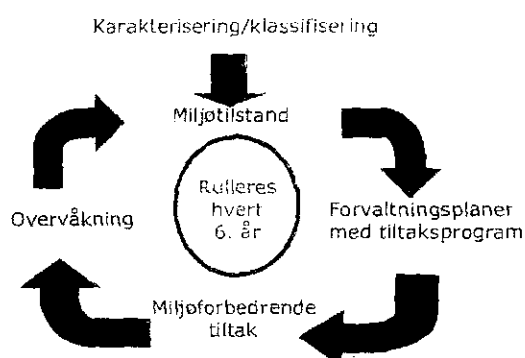 Karakterisering/klassifisering
Miljøtilstand
Rulleres
hvert
6. år
Overvåkning
Forvaltningsplaner
med tiltaksprogram
Miljøforbedrende
tiltak